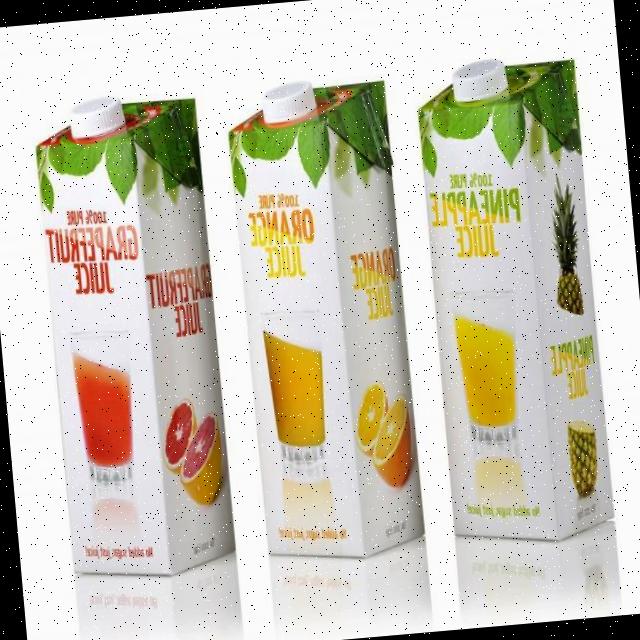 100% PURE
GRAPEFRUIT
JUICE
GRAPEFRUIT
JUICE
No added sugar, just juice!
100% PURE
ORANGE
JUICE
ORANGE
JUICE
No added sugar, just juice!
100% PURE
PINEAPPLE
JUICE
PINEAPPLE
JUICE
No added sugar, just juice!